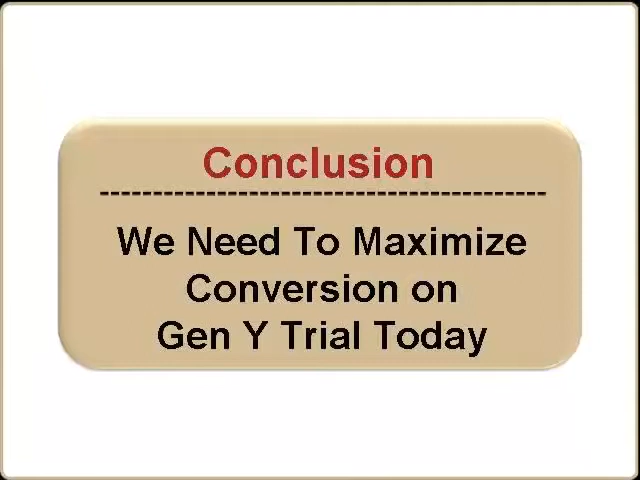 Conclusion
We Need To Maximize
Conversion on
Gen Y Trial Today